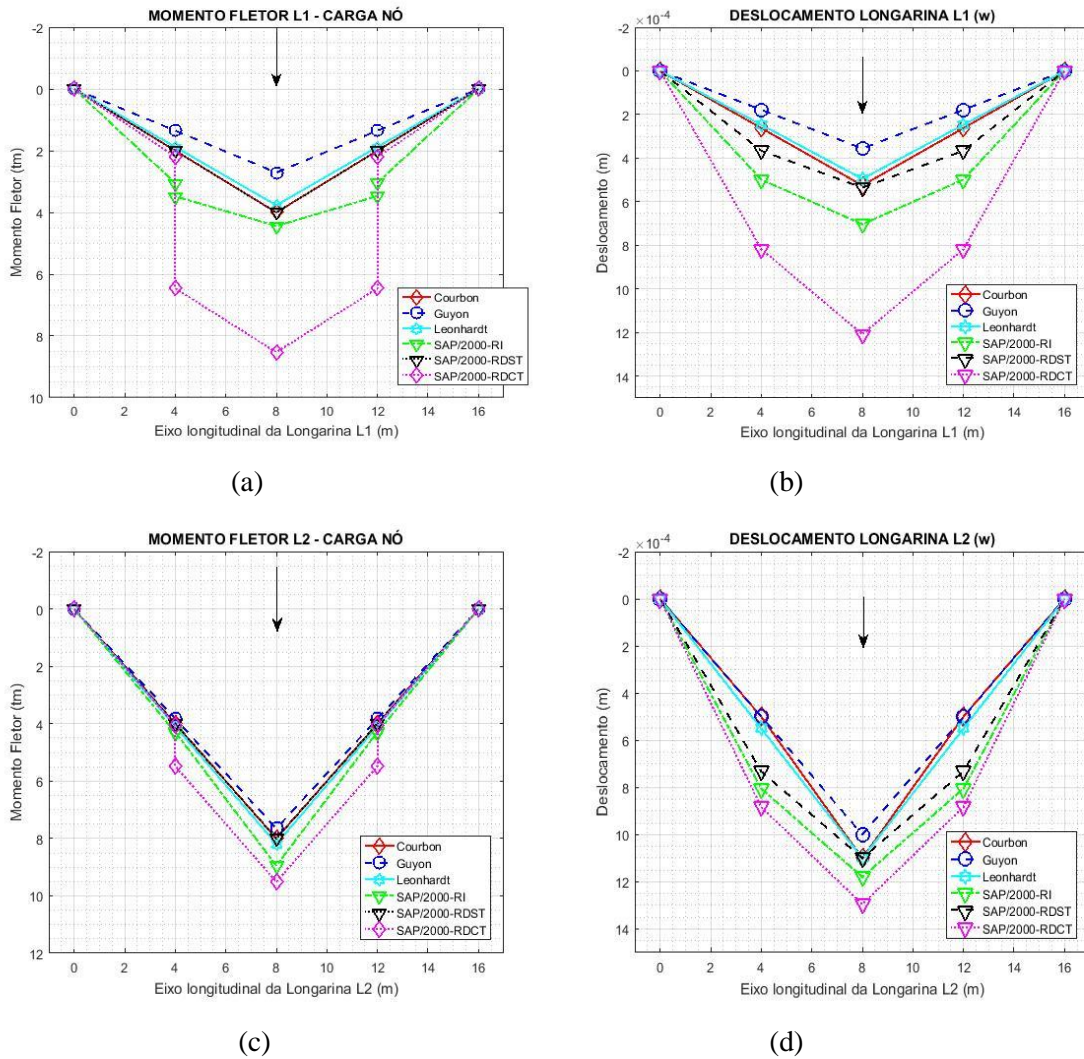 MOMENTO FLETOR L1 - CARGA NÓ
-2
0
2
4
6
8
10
Momento Fletor (tm)
Courbon
Guyon
Leonhardt
SAP/2000-RI
SAP/2000-RDST
SAP/2000-RDCT
0 2 4 6 8 10 12 14 16
Eixo longitudinal da Longarina L1 (m)
(a)
DESLOCAMENTO LONGARINA L1 (w)
×10⁻⁴
-2
0
2
4
6
8
10
12
14
Deslocamento (m)
Courbon
Guyon
Leonhardt
SAP/2000-RI
SAP/2000-RDST
SAP/2000-RDCT
0 2 4 6 8 10 12 14 16
Eixo longitudinal da Longarina L1 (m)
(b)
MOMENTO FLETOR L2 - CARGA NÓ
-2
0
2
4
6
8
10
12
Momento Fletor (tm)
Courbon
Guyon
Leonhardt
SAP/2000-RI
SAP/2000-RDST
SAP/2000-RDCT
0 2 4 6 8 10 12 14 16
Eixo longitudinal da Longarina L2 (m)
(c)
DESLOCAMENTO LONGARINA L2 (w)
×10⁻⁴
-2
0
2
4
6
8
10
12
14
Deslocamento (m)
Courbon
Guyon
Leonhardt
SAP/2000-RI
SAP/2000-RDST
SAP/2000-RDCT
0 2 4 6 8 10 12 14 16
Eixo longitudinal da Longarina L2 (m)
(d)